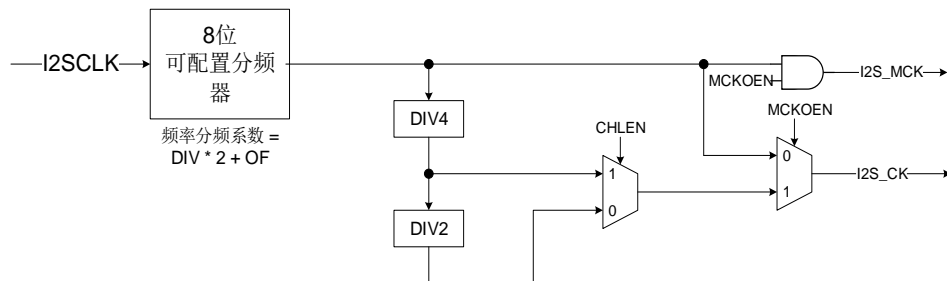 I2SCLK
8位
可配置分频
器
频率分频系数 =
DIV * 2 + OF
DIV4
DIV2
CHLEN
1
0
MCKOEN
I2S_MCK
MCKOEN
0
1
I2S_CK